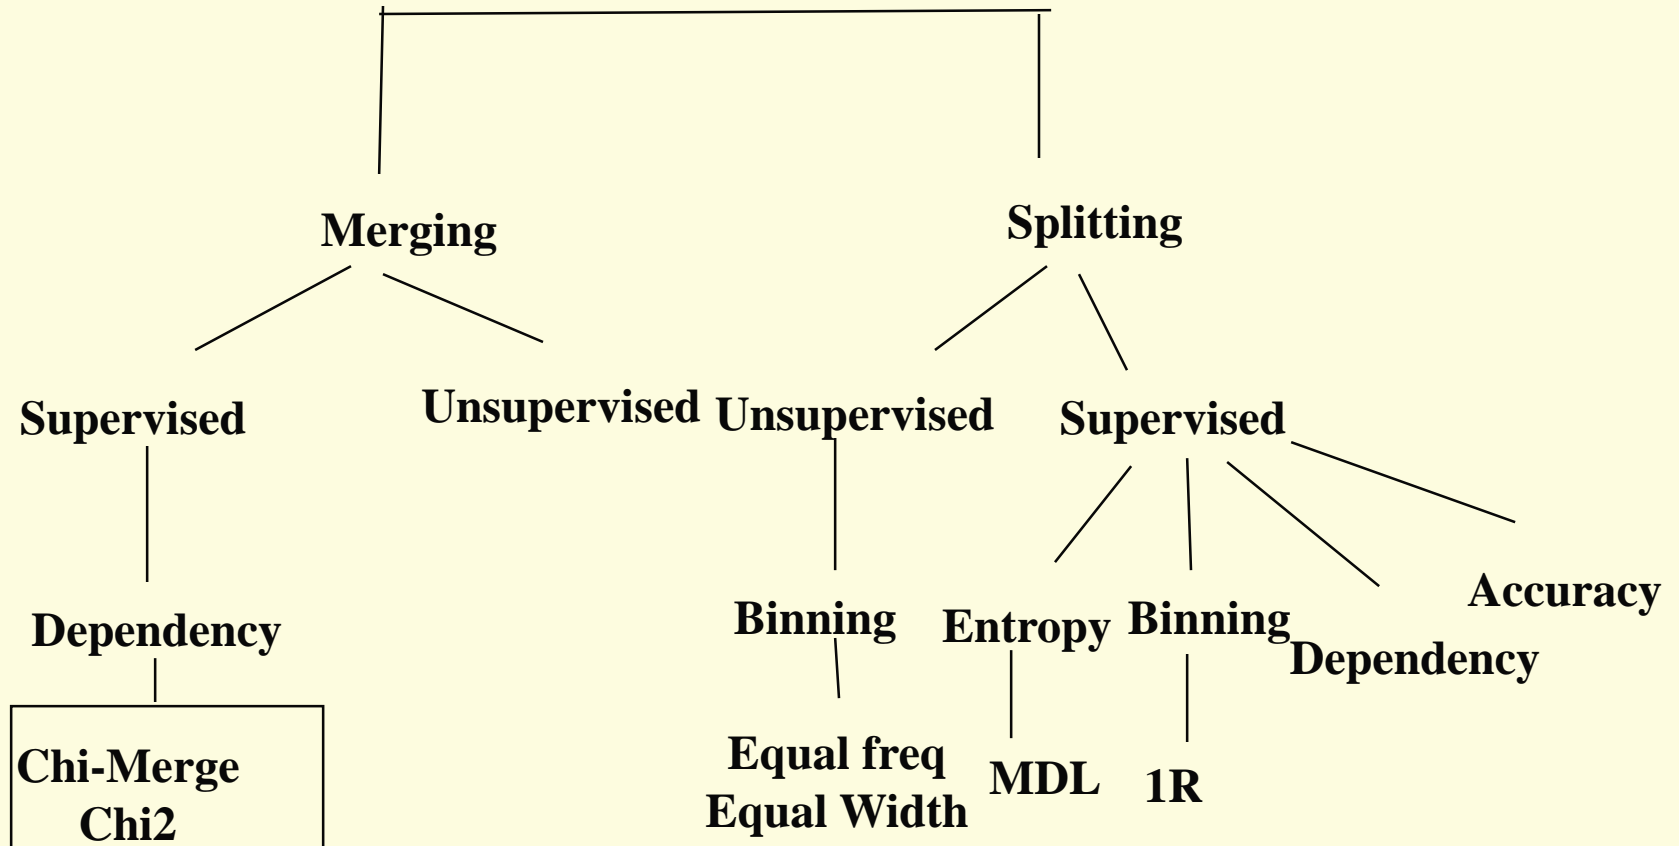 Merging
Splitting
Supervised
Unsupervised
Unsupervised
Supervised
Dependency
Binning
Entropy
Binning
Dependency
Accuracy
Chi-Merge
Chi2
Equal freq
Equal Width
MDL
1R